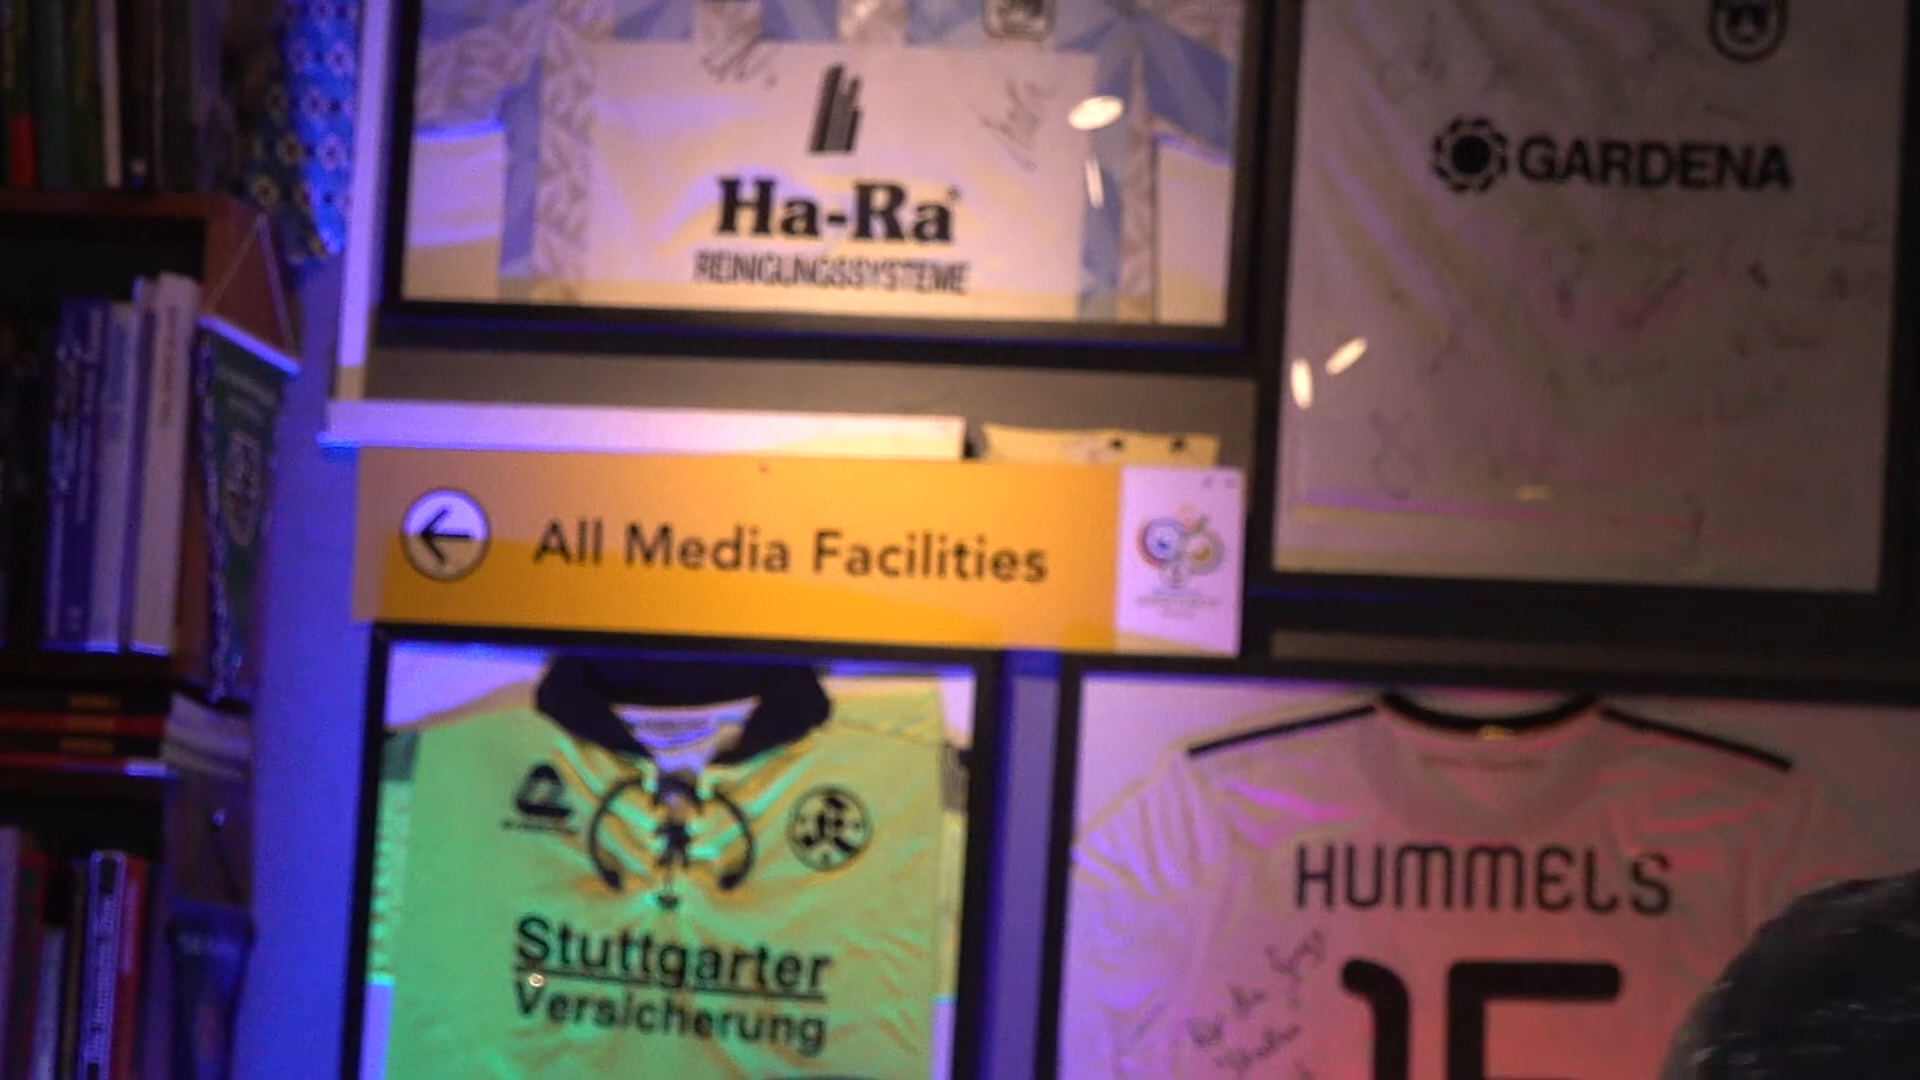 Ha-Ra
REINIGUNGSSYSTEME
GARDENA
All Media Facilities
Stuttgarter
Versicherung
HUMMELS
15